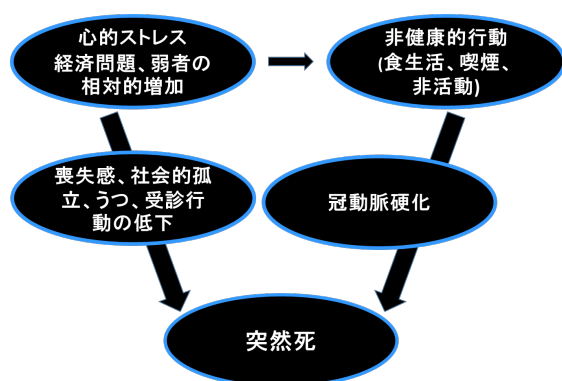 心的ストレス
経済問題、弱者の
相対的増加
非健康的行動
(食生活、喫煙、
非活動)
喪失感、社会的孤
立、うつ、受診行
動の低下
冠動脈硬化
突然死